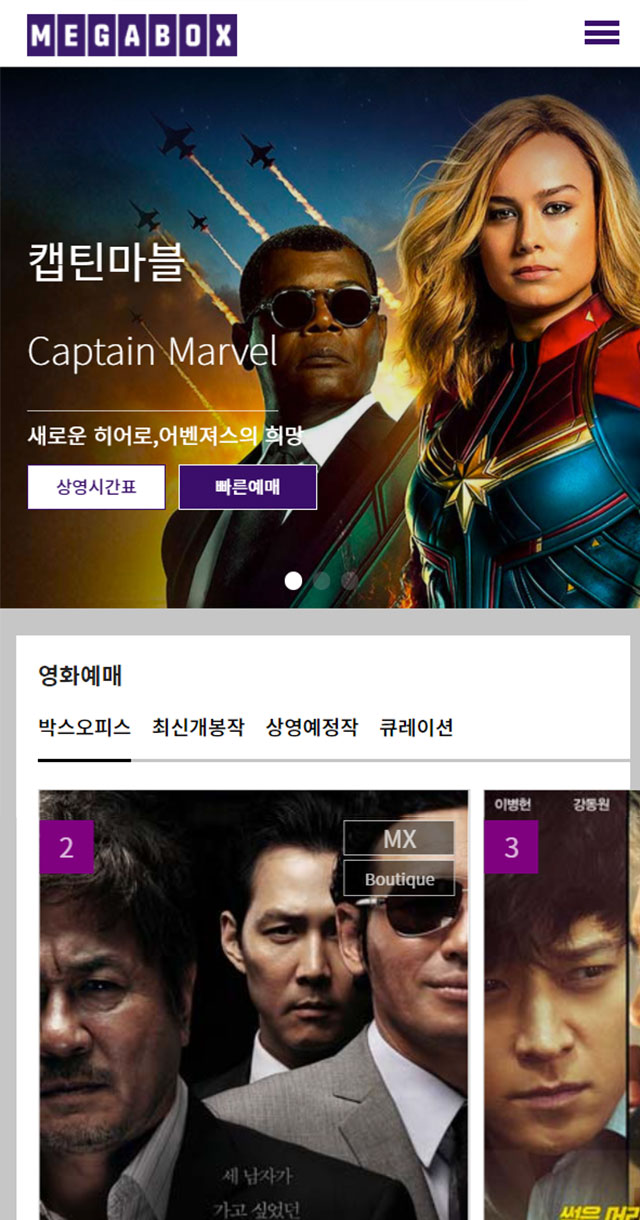 MEGABOX
캡틴마블
Captain Marvel
새로운 히어로,어벤져스의 희망
상영시간표 빠른예매
영화예매
박스오피스 최신개봉작 상영예정작 큐레이션
2
MX
Boutique
세 남자가
가고 싶었던
3
이병헌 강동원